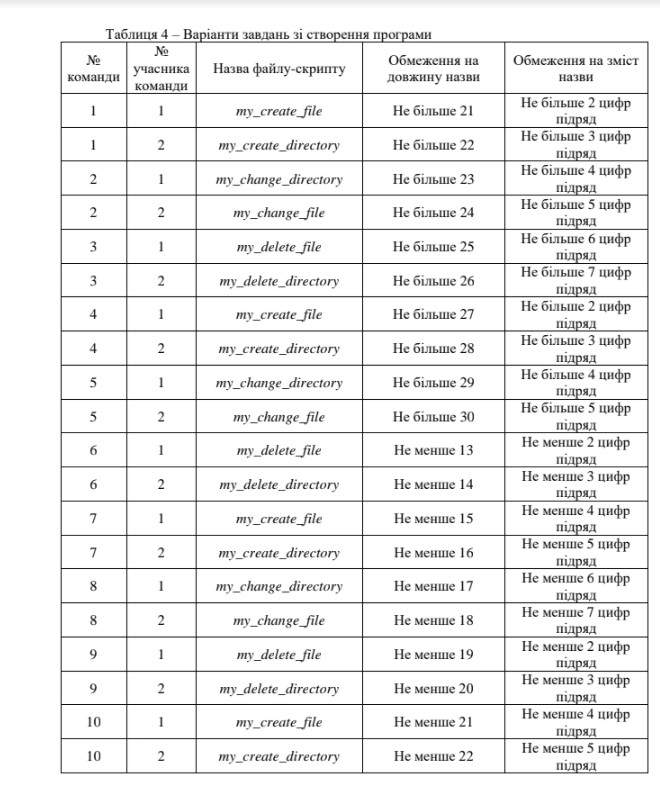 Таблиця 4 – Варіанти завдань зі створення програми
№ команди | № учасника команди | Назва файлу-скрипту | Обмеження на довжину назви | Обмеження на зміст назви
1 | 1 | my_create_file | Не більше 21 | Не більше 2 цифр підряд
1 | 2 | my_create_directory | Не більше 22 | Не більше 3 цифр підряд
2 | 1 | my_change_directory | Не більше 23 | Не більше 4 цифр підряд
2 | 2 | my_change_file | Не більше 24 | Не більше 5 цифр підряд
3 | 1 | my_delete_file | Не більше 25 | Не більше 6 цифр підряд
3 | 2 | my_delete_directory | Не більше 26 | Не більше 7 цифр підряд
4 | 1 | my_create_file | Не більше 27 | Не більше 2 цифр підряд
4 | 2 | my_create_directory | Не більше 28 | Не більше 3 цифр підряд
5 | 1 | my_change_directory | Не більше 29 | Не більше 4 цифр підряд
5 | 2 | my_change_file | Не більше 30 | Не більше 5 цифр підряд
6 | 1 | my_delete_file | Не менше 13 | Не менше 2 цифр підряд
6 | 2 | my_delete_directory | Не менше 14 | Не менше 3 цифр підряд
7 | 1 | my_create_file | Не менше 15 | Не менше 4 цифр підряд
7 | 2 | my_create_directory | Не менше 16 | Не менше 5 цифр підряд
8 | 1 | my_change_directory | Не менше 17 | Не менше 6 цифр підряд
8 | 2 | my_change_file | Не менше 18 | Не менше 7 цифр підряд
9 | 1 | my_delete_file | Не менше 19 | Не менше 2 цифр підряд
9 | 2 | my_delete_directory | Не менше 20 | Не менше 3 цифр підряд
10 | 1 | my_create_file | Не менше 21 | Не менше 4 цифр підряд
10 | 2 | my_create_directory | Не менше 22 | Не менше 5 цифр підряд